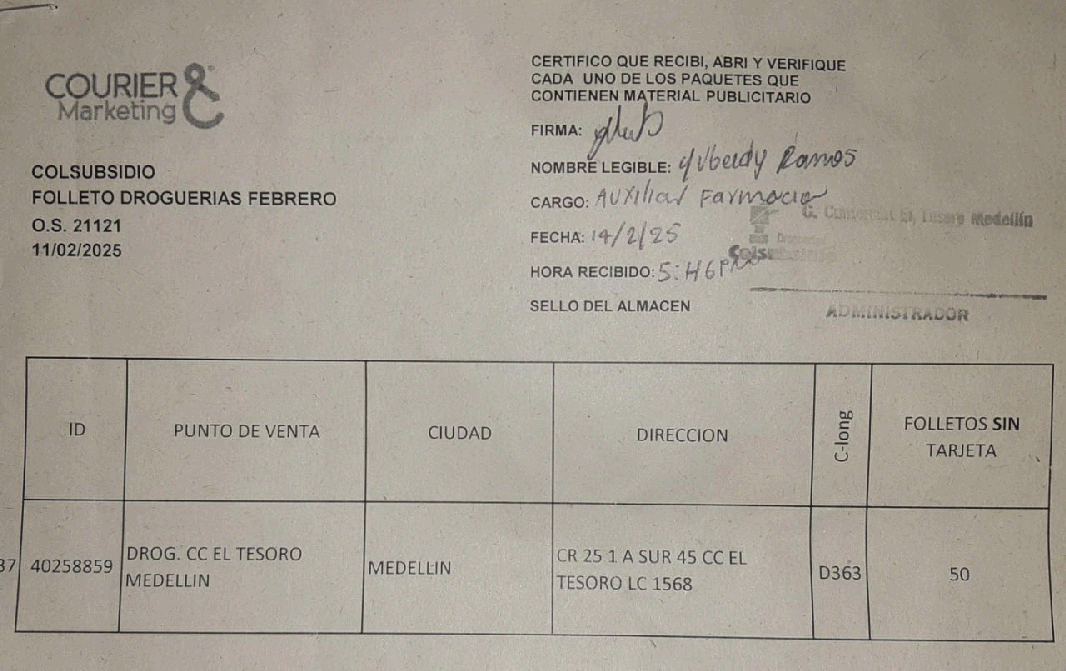 COURIER
Marketing
COLSUBSIDIO
FOLLETO DROGUERIAS FEBRERO
O.S. 21121
11/02/2025
CERTIFICO QUE RECIBI, ABRI Y VERIFIQUE
CADA UNO DE LOS PAQUETES QUE
CONTIENEN MATERIAL PUBLICITARIO
FIRMA:
NOMBRE LEGIBLE: Ramos
CARGO: AUXiliar Farmacia
FECHA: 14/2/25
HORA RECIBIDO: 5:46PM
SELLO DEL ALMACEN
Medellín
ADMINISTRADOR
ID
PUNTO DE VENTA
CIUDAD
DIRECCION
C-long
FOLLETOS SIN
TARJETA
37
40258859
DROG. CC EL TESORO
MEDELLIN
MEDELLIN
CR 25 1 A SUR 45 CC EL
TESORO LC 1568
D363
50